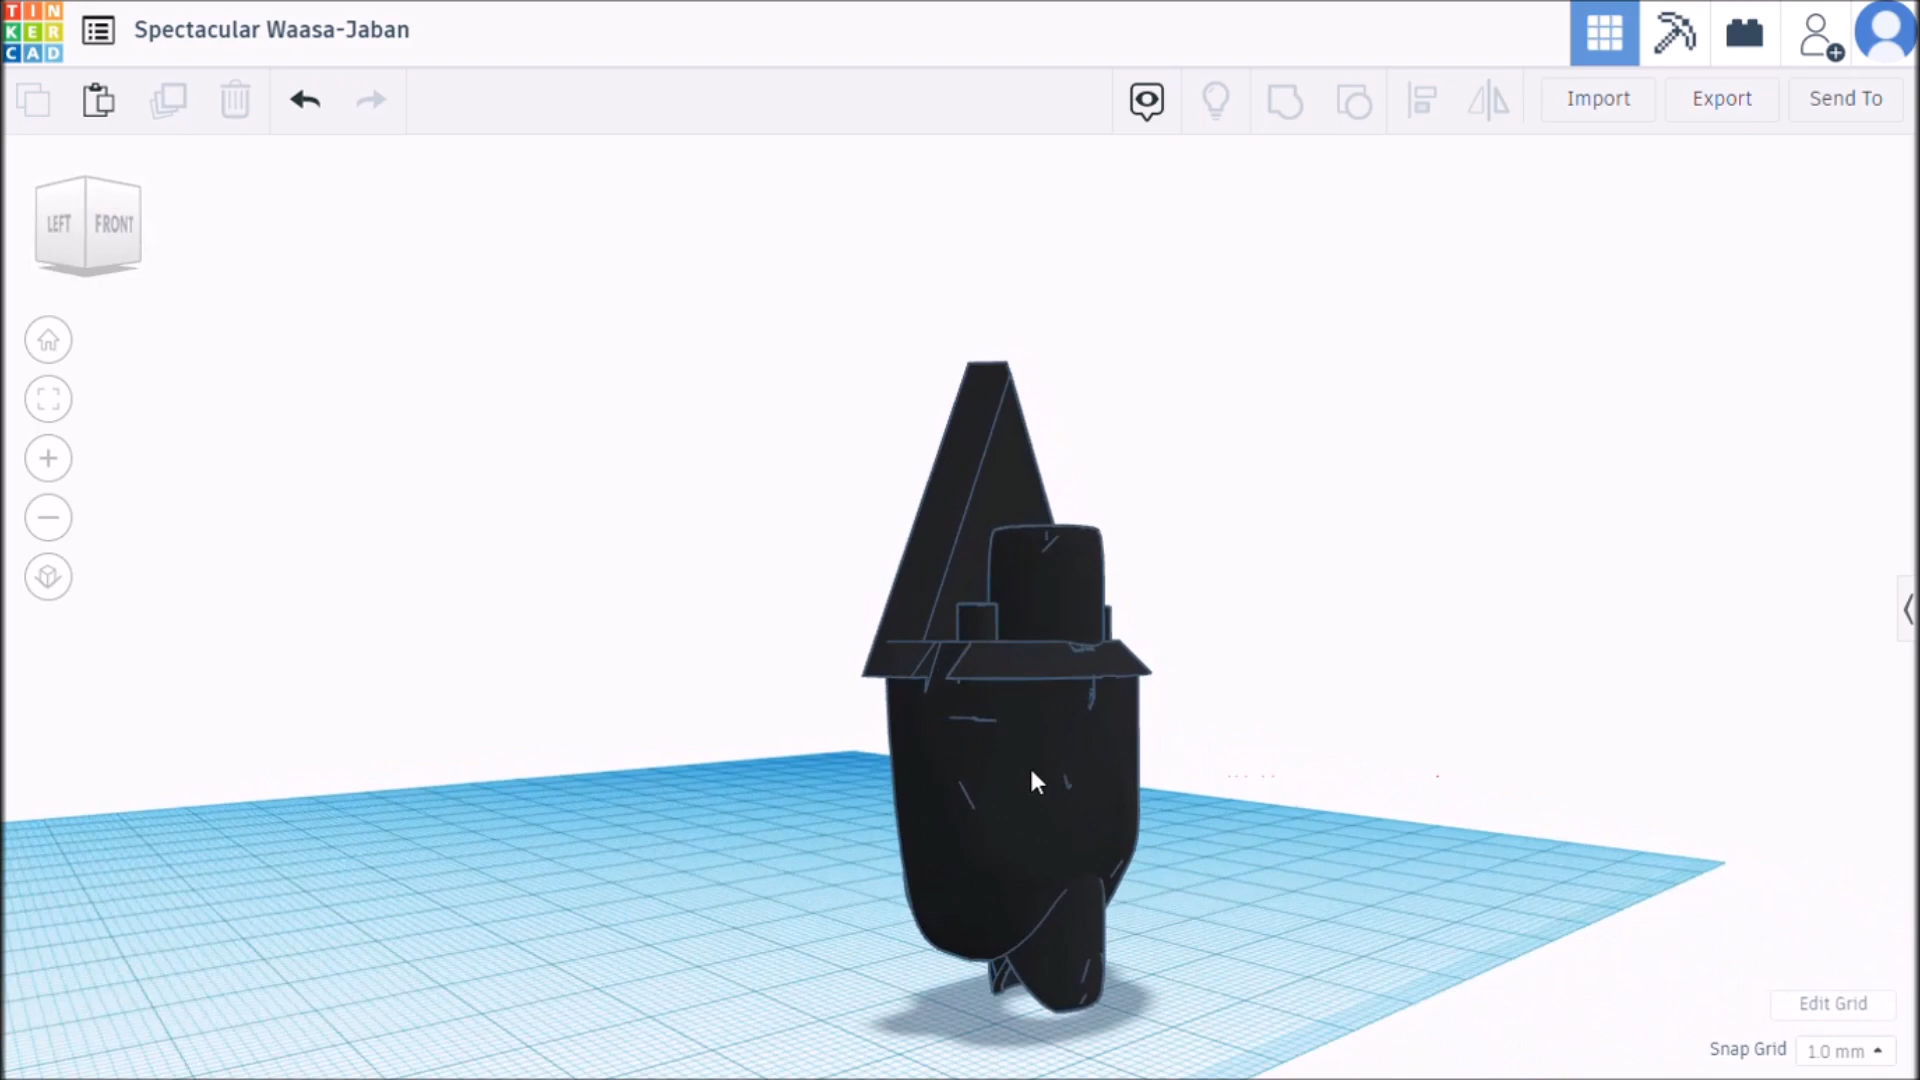 TIN
KER
CAD
Spectacular Waasa-Jaban
Import
Export
Send To
LEFT
FRONT
Edit Grid
Snap Grid
1.0 mm